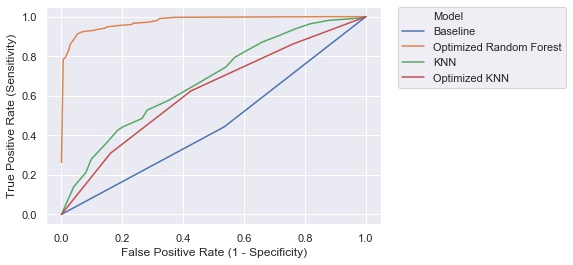 1.0
0.8
0.6
0.4
0.2
0.0
True Positive Rate (Sensitivity)
0.0 0.2 0.4 0.6 0.8 1.0
False Positive Rate (1 - Specificity)
Model
Baseline
Optimized Random Forest
KNN
Optimized KNN